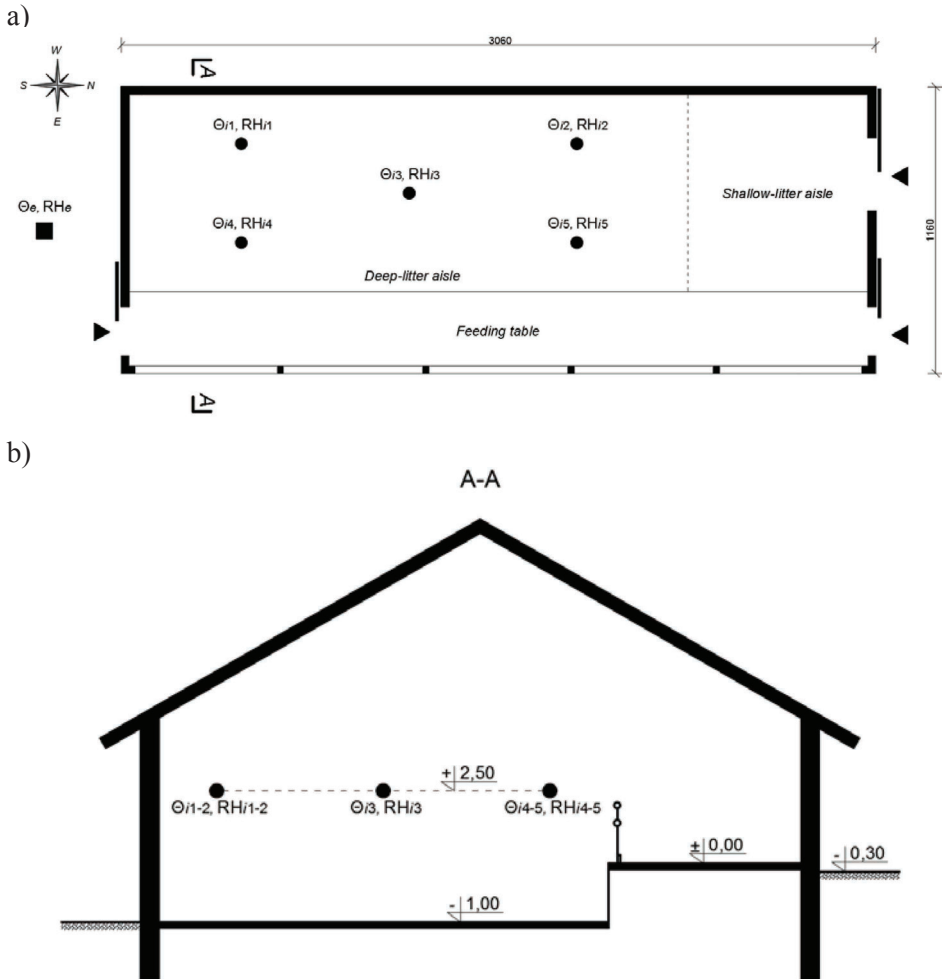 a)
3060
W
S N
E
A
Θi1, RHi1
Θi2, RHi2
Θi3, RHi3
Shallow-litter aisle
Θe, RHe
Θi4, RHi4
Θi5, RHi5
1160
Deep-litter aisle
Feeding table
A
b)
A-A
+ 2,50
Θi1-2, RHi1-2
Θi3, RHi3
Θi4-5, RHi4-5
± 0,00
- 0,30
- 1,00